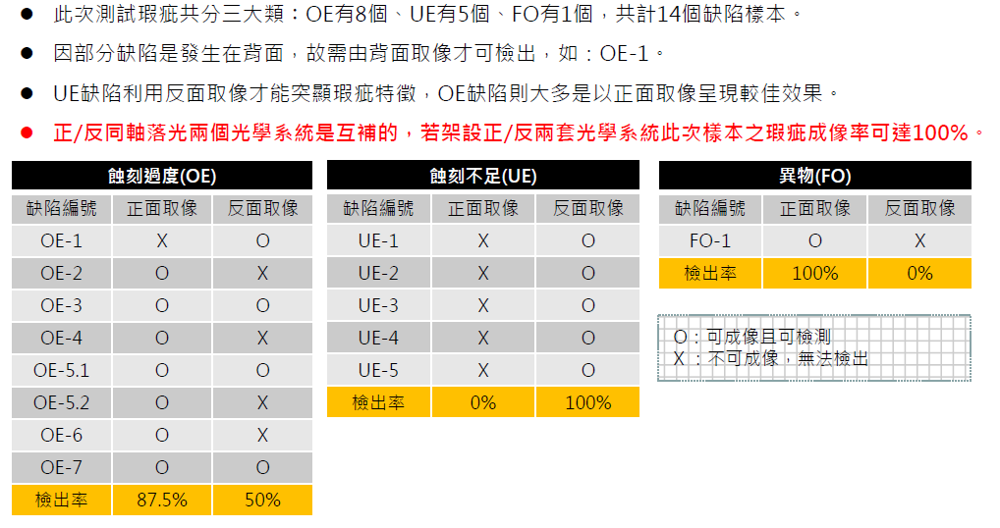 ● 此次測試瑕疵共分三大類：OE有8個、UE有5個、FO有1個，共計14個缺陷樣本。
● 因部分缺陷是發生在背面，故需由背面取像才可檢出，如：OE-1。
● UE缺陷利用反面取像才能突顯瑕疵特徵，OE缺陷則大多是以正面取像呈現較佳效果。
● 正/反同軸落光兩個光學系統是互補的，若架設正/反兩套光學系統此次樣本之瑕疵成像率可達100%。
蝕刻過度(OE)
缺陷編號 正面取像 反面取像
OE-1 X O
OE-2 O X
OE-3 O O
OE-4 O X
OE-5.1 O O
OE-5.2 O X
OE-6 O X
OE-7 O O
檢出率 87.5% 50%
蝕刻不足(UE)
缺陷編號 正面取像 反面取像
UE-1 X O
UE-2 X O
UE-3 X O
UE-4 X O
UE-5 X O
檢出率 0% 100%
異物(FO)
缺陷編號 正面取像 反面取像
FO-1 O X
檢出率 100% 0%
O：可成像且可檢測
X ：不可成像，無法檢出